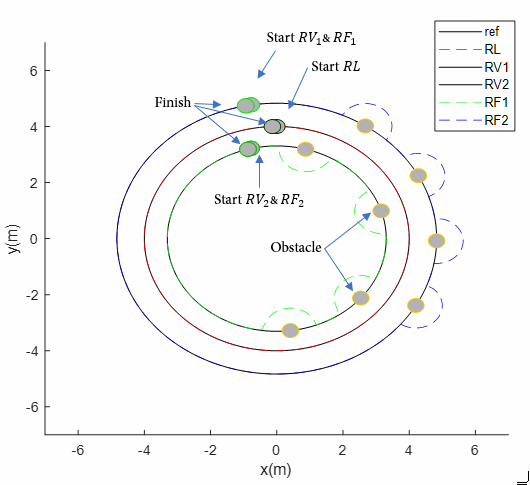 Start RV₁ & RF₁
Start RL
Finish
Start RV₂ & RF₂
Obstacle
ref
RL
RV1
RV2
RF1
RF2
y(m)
6
4
2
0
-2
-4
-6
-6
-4
-2
0
2
4
6
x(m)